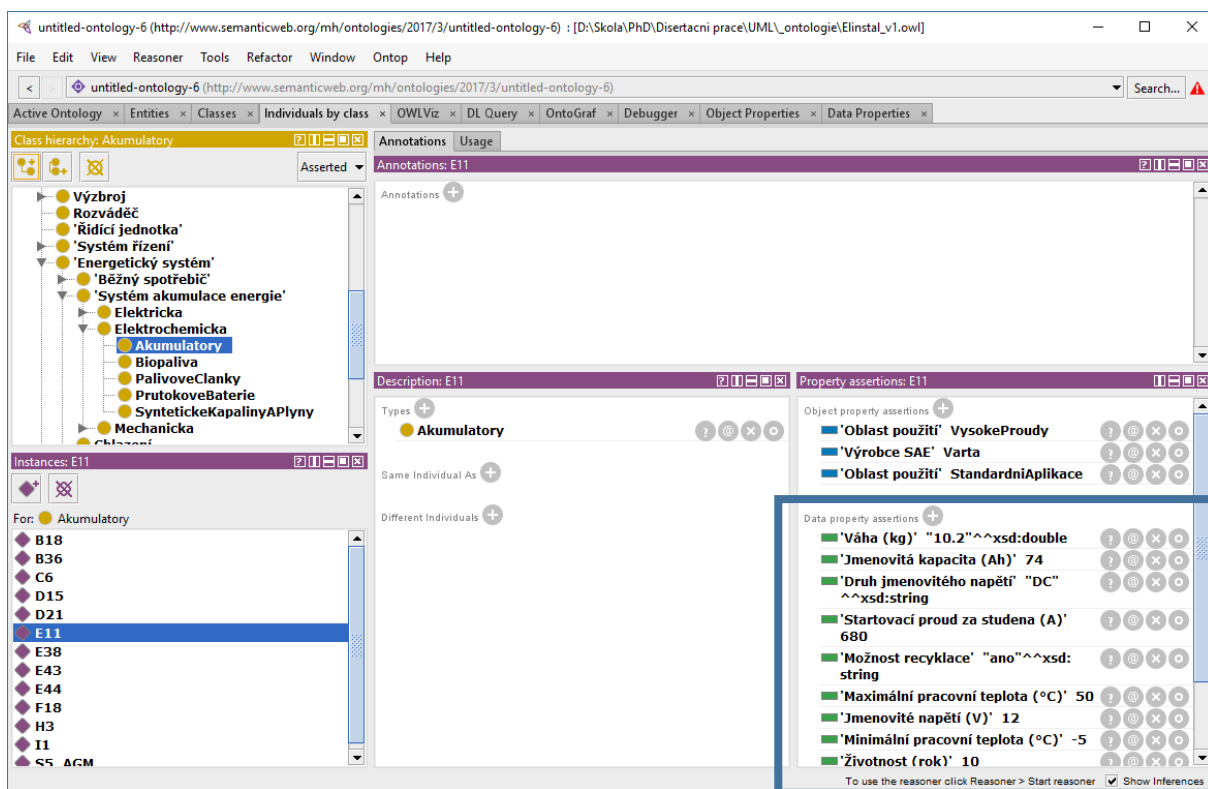 untitled-ontology-6 (http://www.semanticweb.org/mh/ontologies/2017/3/untitled-ontology-6) : [D:\Skola\PhD\Disertacni prace\UML\_ontologie\Elinstal_v1.owl]
File Edit View Reasoner Tools Refactor Window Ontop Help
< > untitled-ontology-6 (http://www.semanticweb.org/mh/ontologies/2017/3/untitled-ontology-6) Search...
Active Ontology × Entities × Classes × Individuals by class × OWLViz × DL Query × OntoGraf × Debugger × Object Properties × Data Properties ×
Class hierarchy: Akumulatory
Asserted
Výzbroj
Rozváděč
'Řídící jednotka'
'Systém řízení'
'Energetický systém'
'Běžný spotřebič'
'Systém akumulace energie'
Elektricka
Elektrochemicka
Akumulatory
Biopaliva
PalivoveClanky
PrutokoveBaterie
SyntetickeKapalinyAPlyny
Mechanicka
Chlazení
Instances: E11
For: Akumulatory
B18
B36
C6
D15
D21
E11
E38
E43
E44
F18
H3
I1
S5_AGM
Annotations Usage
Annotations: E11
Annotations
Description: E11
Types
Akumulatory
Same Individual As
Different Individuals
Property assertions: E11
Object property assertions
'Oblast použití' VysokeProudy
'Výrobce SAE' Varta
'Oblast použití' StandardniAplikace
Data property assertions
'Váha (kg)' "10.2"^^xsd:double
'Jmenovitá kapacita (Ah)' 74
'Druh jmenovitého napětí' "DC"
^^xsd:string
'Startovací proud za studena (A)'
680
'Možnost recyklace' "ano"^^xsd:
string
'Maximální pracovní teplota (°C)' 50
'Jmenovité napětí (V)' 12
'Minimální pracovní teplota (°C)' -5
'Životnost (rok)' 10
To use the reasoner click Reasoner > Start reasoner Show Inferences